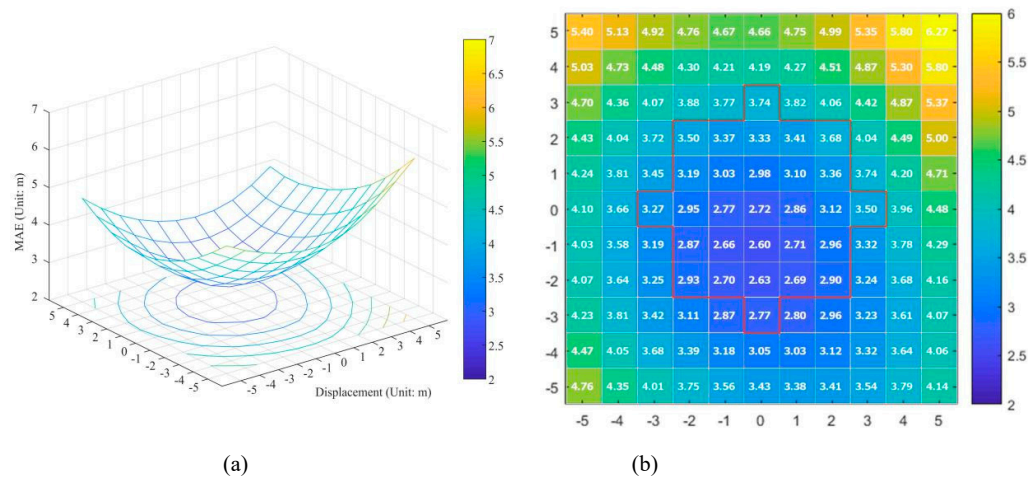 7
6.5
6
5.5
5
4.5
4
3.5
3
2.5
2
7
6
5
4
3
2
MAE (Unit: m)
5 4 3 2 1 0 -1 -2 -3 -4 -5
-5 -4 -3 -2 -1 0 1 2 3 4 5
Displacement (Unit: m)
(a)
5 5.40 5.13 4.92 4.76 4.67 4.66 4.75 4.99 5.35 5.80 6.27
4 5.03 4.73 4.48 4.30 4.21 4.19 4.27 4.51 4.87 5.30 5.80
3 4.70 4.36 4.07 3.88 3.77 3.74 3.82 4.06 4.42 4.87 5.37
2 4.43 4.04 3.72 3.50 3.37 3.33 3.41 3.68 4.04 4.49 5.00
1 4.24 3.81 3.45 3.19 3.03 2.98 3.10 3.36 3.74 4.20 4.71
0 4.10 3.66 3.27 2.95 2.77 2.72 2.86 3.12 3.50 3.96 4.48
-1 4.03 3.58 3.19 2.87 2.66 2.60 2.71 2.96 3.32 3.78 4.29
-2 4.07 3.64 3.25 2.93 2.70 2.63 2.69 2.90 3.24 3.68 4.16
-3 4.23 3.81 3.42 3.11 2.87 2.77 2.80 2.96 3.23 3.61 4.07
-4 4.47 4.05 3.68 3.39 3.18 3.05 3.03 3.12 3.32 3.64 4.06
-5 4.76 4.35 4.01 3.75 3.56 3.43 3.38 3.41 3.54 3.79 4.14
-5 -4 -3 -2 -1 0 1 2 3 4 5
6
5.5
5
4.5
4
3.5
3
2.5
2
(b)